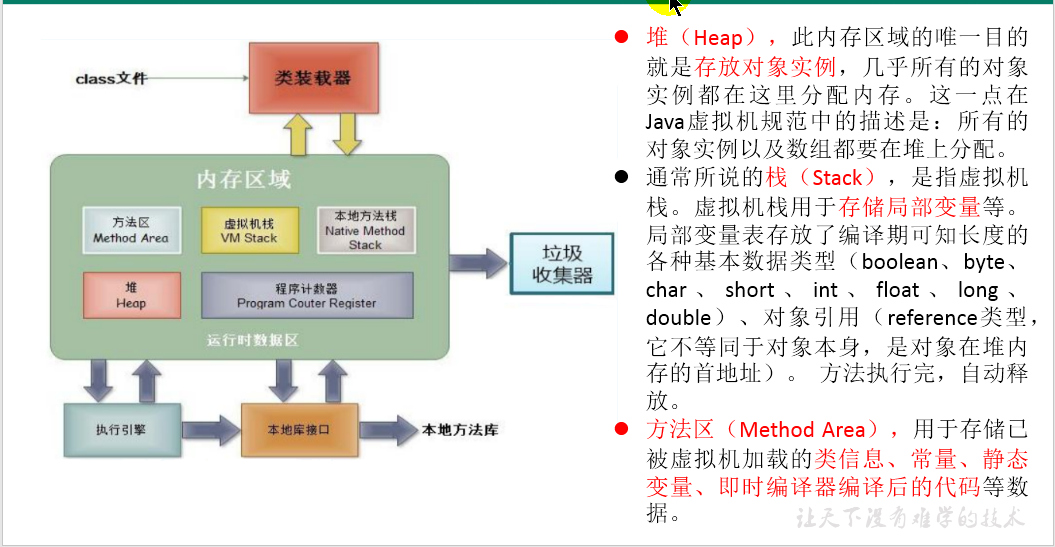 class文件
类装载器
内存区域
方法区
Method Area
虚拟机栈
VM Stack
本地方法栈
Native Method
Stack
堆
Heap
程序计数器
Program Couter Register
运行时数据区
垃圾
收集器
执行引擎
本地库接口
本地方法库
堆（Heap），此内存区域的唯一目的
就是存放对象实例，几乎所有的对象
实例都在这里分配内存。这一点在
Java虚拟机规范中的描述是：所有的
对象实例以及数组都要在堆上分配。
通常所说的栈（Stack），是指虚拟机
栈。虚拟机栈用于存储局部变量等。
局部变量表存放了编译期可知长度的
各种基本数据类型（boolean、byte、
char 、 short 、 int 、 float 、 long 、
double）、对象引用（reference类型，
它不等同于对象本身，是对象在堆内
存的首地址）。 方法执行完，自动释
放。
方法区（Method Area），用于存储已
被虚拟机加载的类信息、常量、静态
变量、即时编译器编译后的代码等数
据。
让天下没有难学的技术